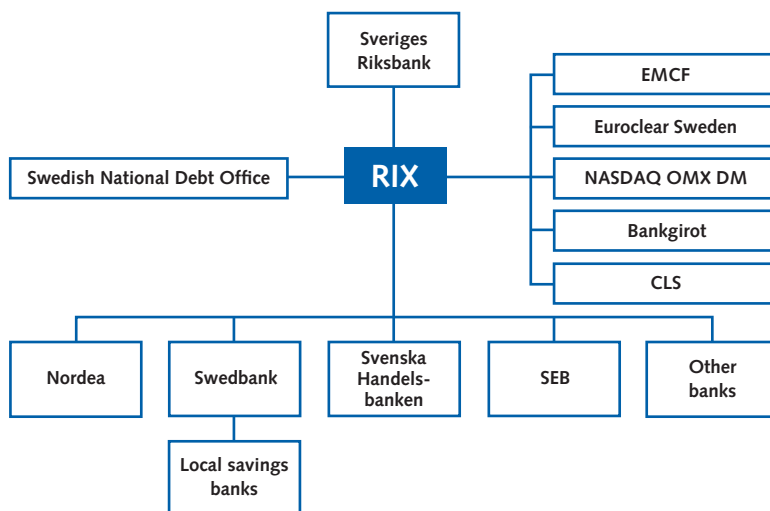 Sveriges
Riksbank
EMCF
Euroclear Sweden
Swedish National Debt Office
RIX
NASDAQ OMX DM
Bankgirot
CLS
Nordea
Swedbank
Svenska
Handels-
banken
SEB
Other
banks
Local savings
banks